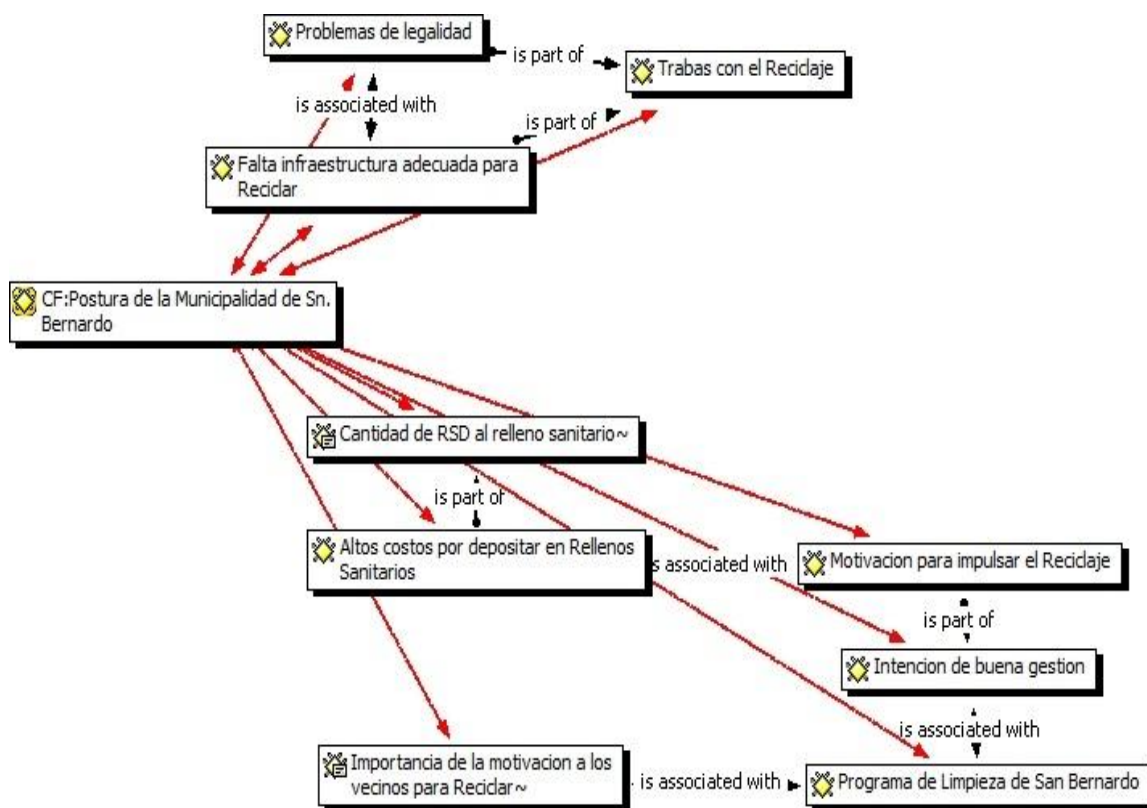 Problemas de legalidad
is part of
Trabas con el Reciclaje
is associated with
is part of
Falta infraestructura adecuada para
Reciclar
CF:Postura de la Municipalidad de Sn.
Bernardo
Cantidad de RSD al relleno sanitario~
is part of
Altos costos por depositar en Rellenos
Sanitarios
s associated with
Motivacion para impulsar el Reciclaje
is part of
Intencion de buena gestion
is associated with
Importancia de la motivacion a los
vecinos para Reciclar~
is associated with
Programa de Limpieza de San Bernardo